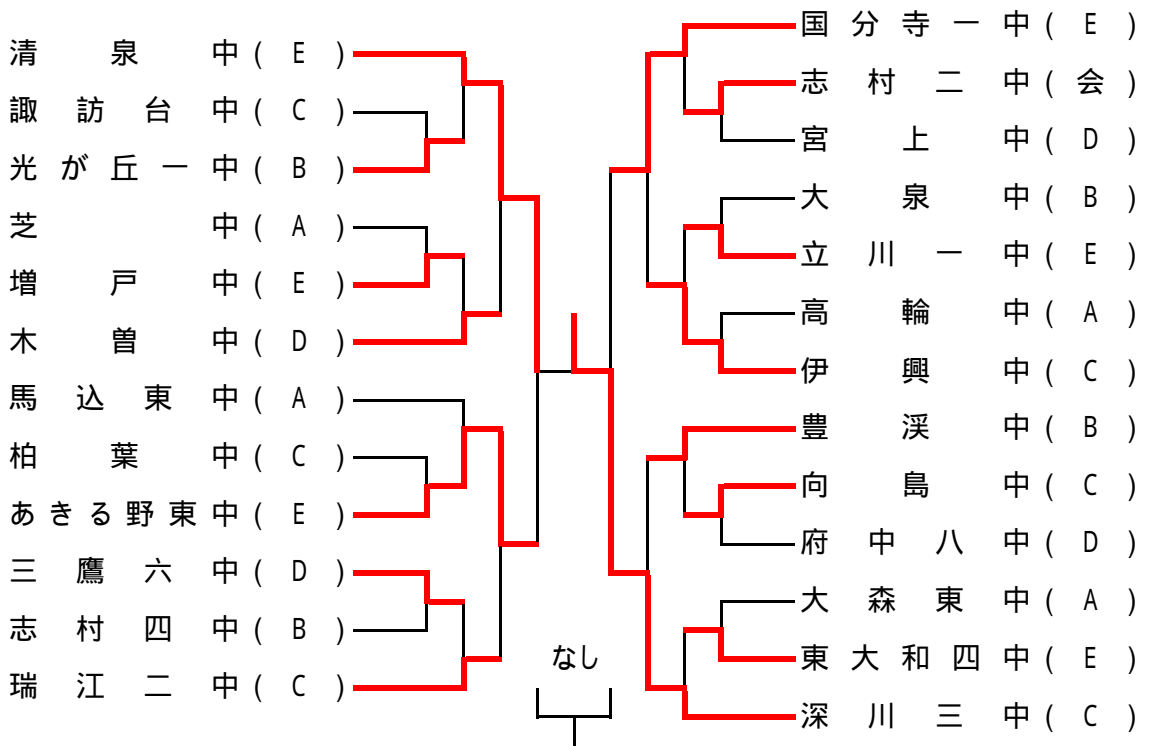 清泉中(E)
諏訪台中(C)
光が丘一中(B)
芝中(A)
増戸中(E)
木曽中(D)
馬込東中(A)
柏葉中(C)
あきる野東中(E)
三鷹六中(D)
志村四中(B)
瑞江二中(C)
なし
国分寺一中(E)
志村二中(会)
宮上中(D)
大泉中(B)
立川一中(E)
高輪中(A)
伊興中(C)
豊渓中(B)
向島中(C)
府中八中(D)
大森東中(A)
東大和四中(E)
深川三中(C)